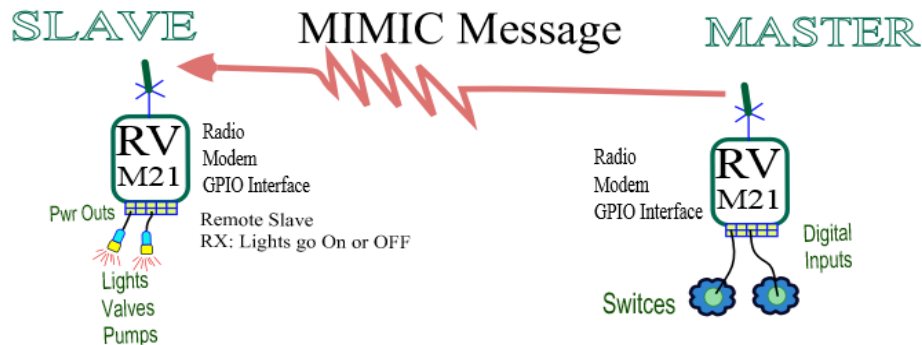 SLAVE
MIMIC Message
MASTER
RV
M21
Radio
Modem
GPIO Interface
Pwr Outs
Remote Slave
RX: Lights go On or OFF
Lights
Valves
Pumps
Radio
Modem
GPIO Interface
RV
M21
Digital
Inputs
Switces